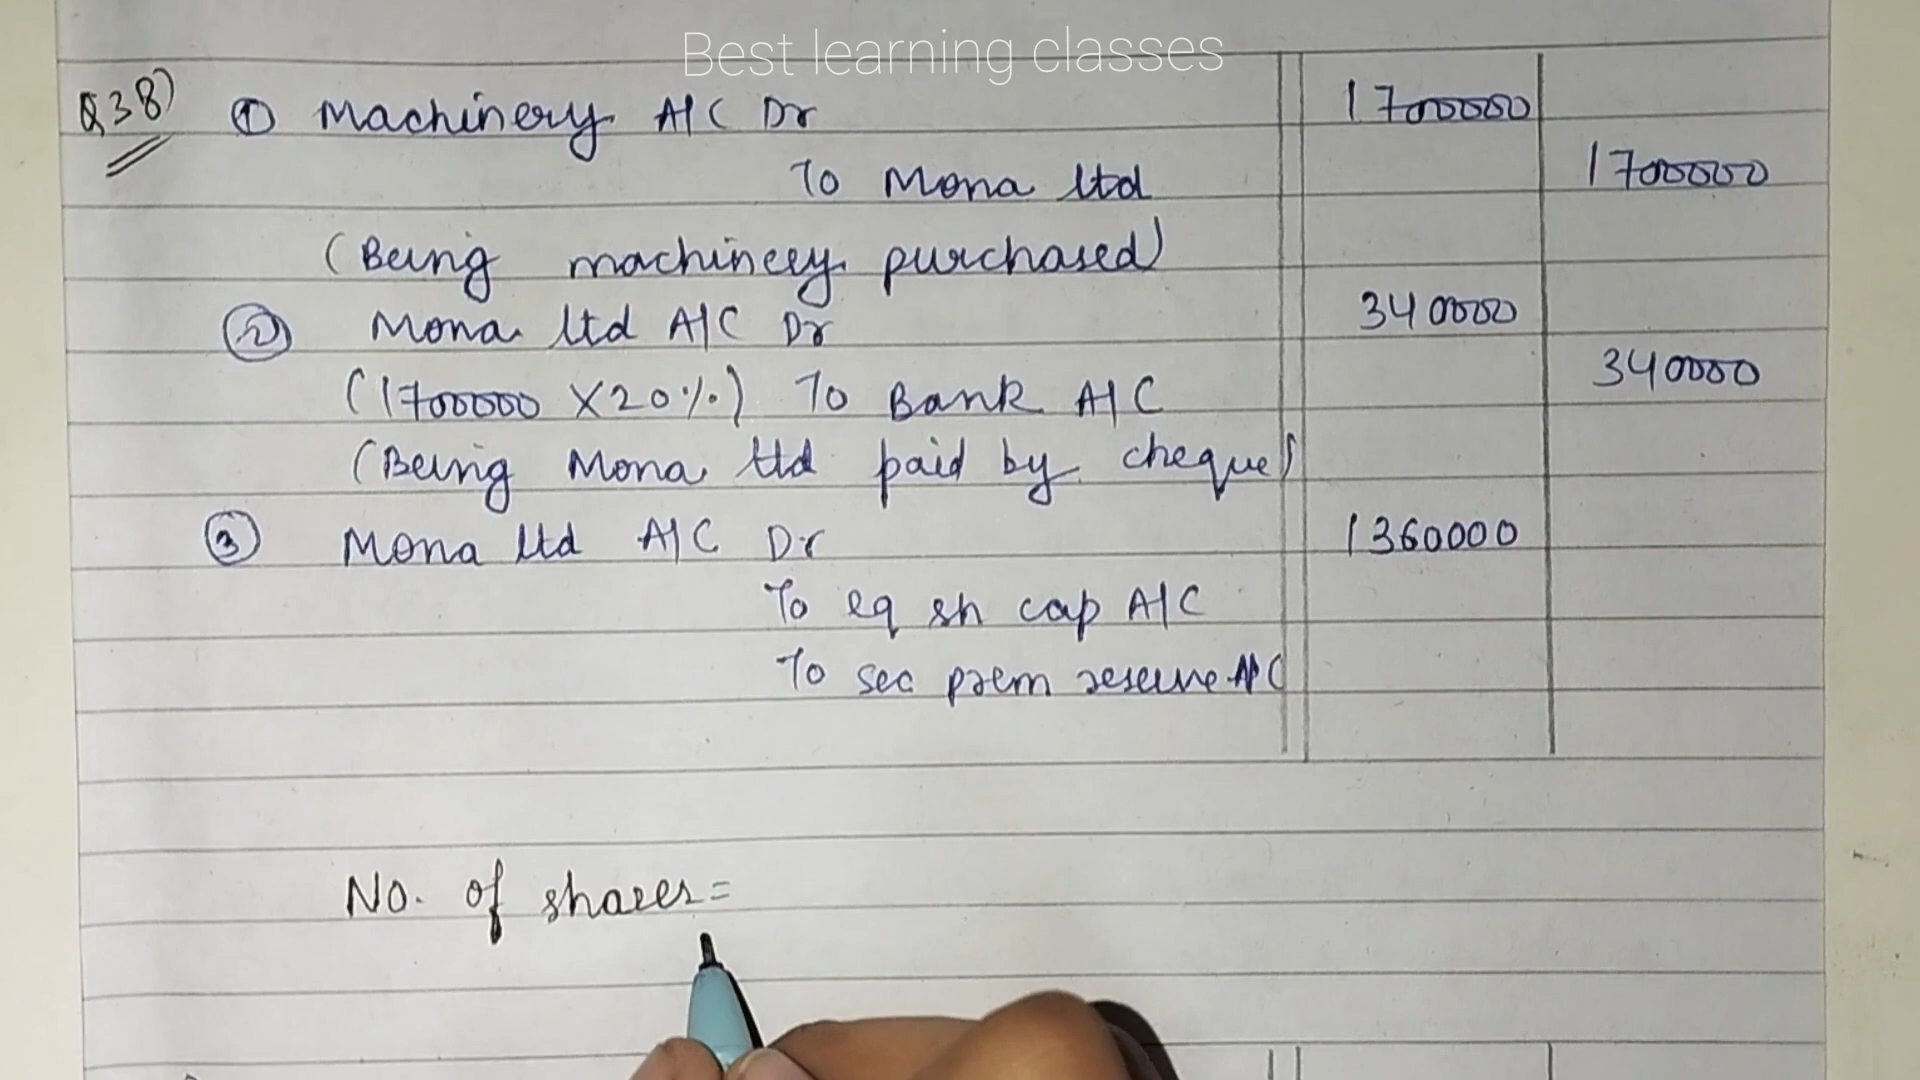 Best learning classes
Q38) ① Machinery A/C Dr 1700000
To Mona ltd 1700000
(Being machinery purchased)
② Mona ltd A/C Dr 340000
(1700000 X20%) To Bank A/C 340000
(Being Mona ltd paid by cheque)
③ Mona ltd A/C Dr 1360000
To eq sh cap A/C
To sec prem reserve A/C
No. of shares=